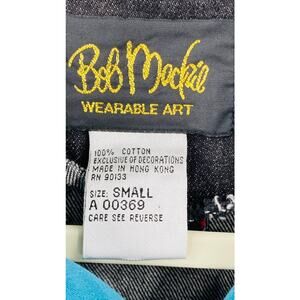 Bob Mackie
WEARABLE ART
100% COTTON
EXCLUSIVE OF DECORATIONS
MADE IN HONG KONG
RN 90133
SIZE: SMALL
A 00369
CARE SEE REVERSE